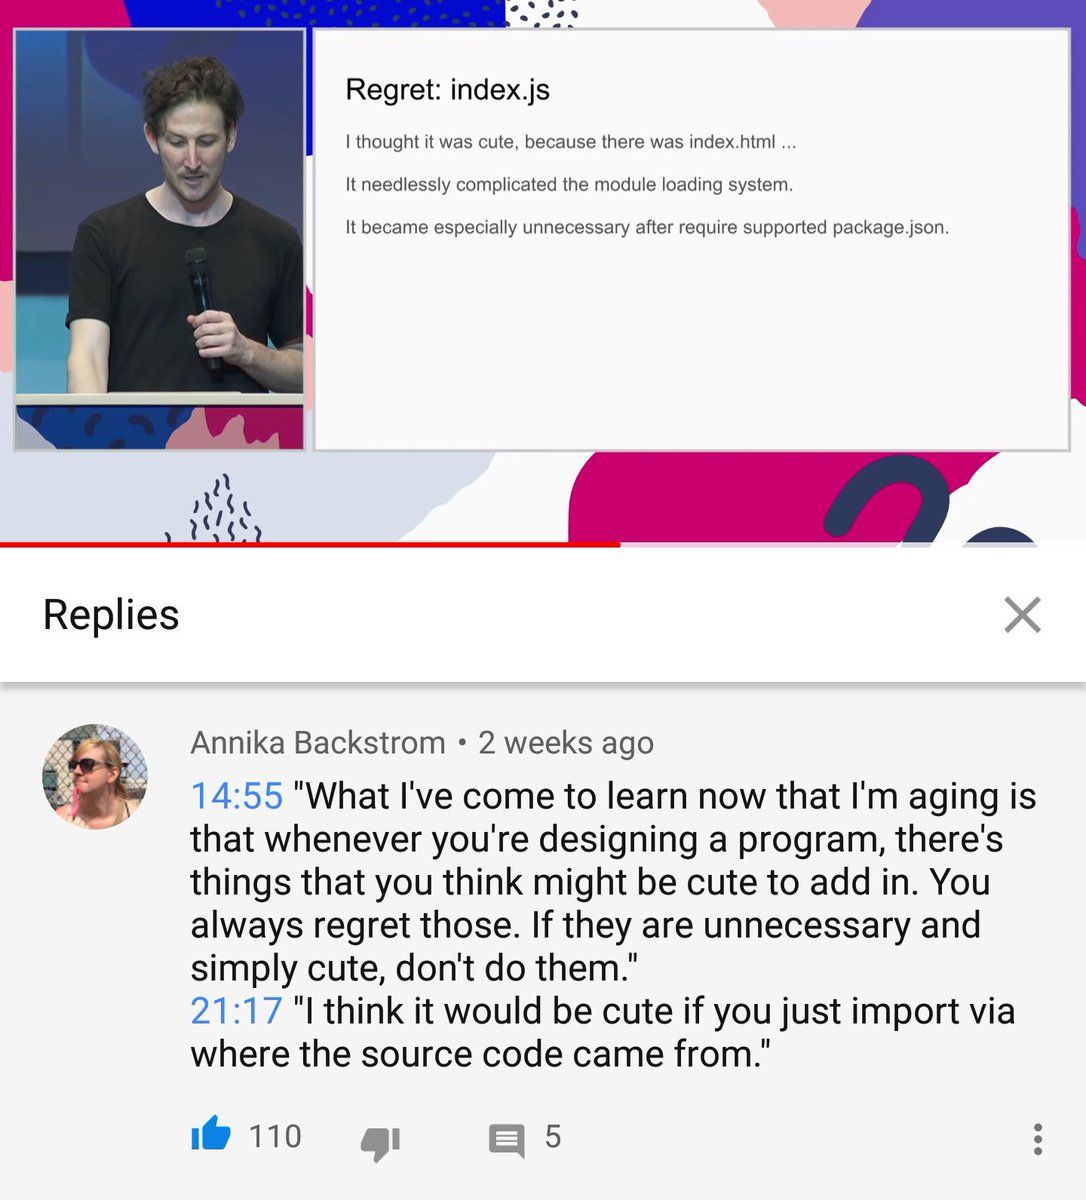 Regret: index.js
I thought it was cute, because there was index.html ...
It needlessly complicated the module loading system.
It became especially unnecessary after require supported package.json.
Replies
Annika Backstrom • 2 weeks ago
14:55 "What I've come to learn now that I'm aging is
that whenever you're designing a program, there's
things that you think might be cute to add in. You
always regret those. If they are unnecessary and
simply cute, don't do them."
21:17 "I think it would be cute if you just import via
where the source code came from."
110 5